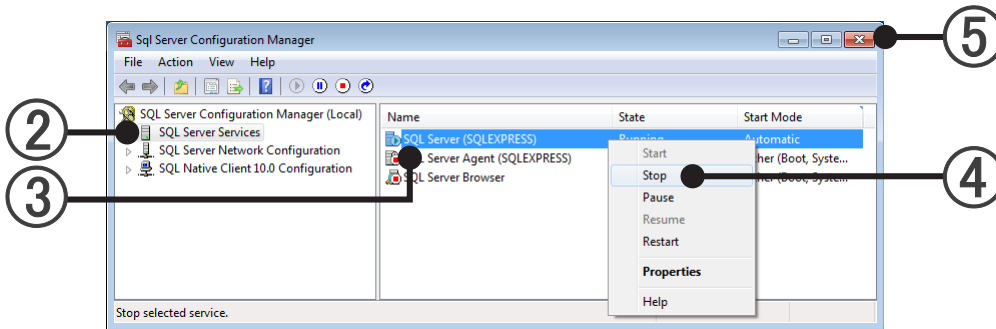 Sql Server Configuration Manager
5
File Action View Help
2
SQL Server Configuration Manager (Local)
SQL Server Services
SQL Server Network Configuration
SQL Native Client 10.0 Configuration
3
Name State Start Mode
SQL Server (SQLEXPRESS) Running Automatic
SQL Server Agent (SQLEXPRESS) (Boot, Syste...
SQL Server Browser (Boot, Syste...
Start
Stop
4
Pause
Resume
Restart
Properties
Help
Stop selected service.